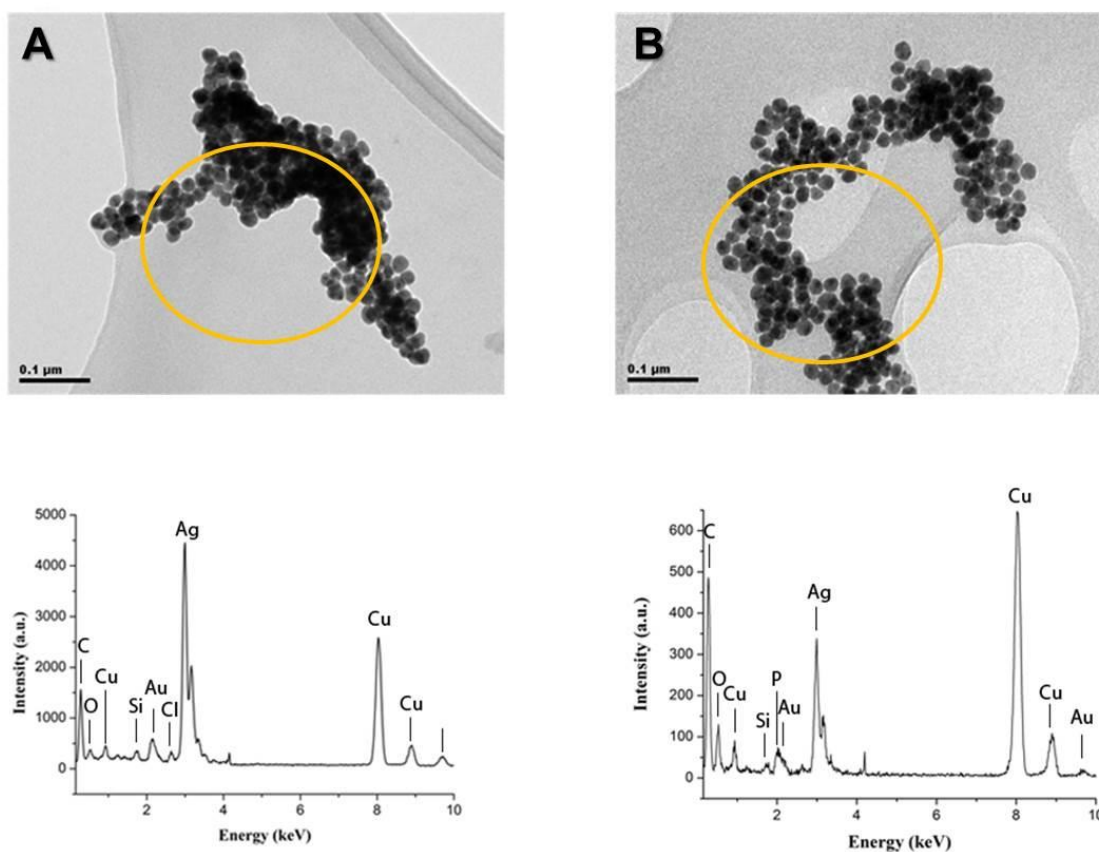 A
B
0.1 µm
0.1 µm
5000
4000
3000
2000
1000
0
Intensity (a.u.)
C
O
Cu
Si
Au
Cl
Ag
Cu
Cu
2 4 6 8 10
Energy (keV)
600
500
400
300
200
100
0
Intensity (a.u.)
C
O
Cu
Si
P
Au
Ag
Cu
Cu
Au
2 4 6 8 10
Energy (keV)